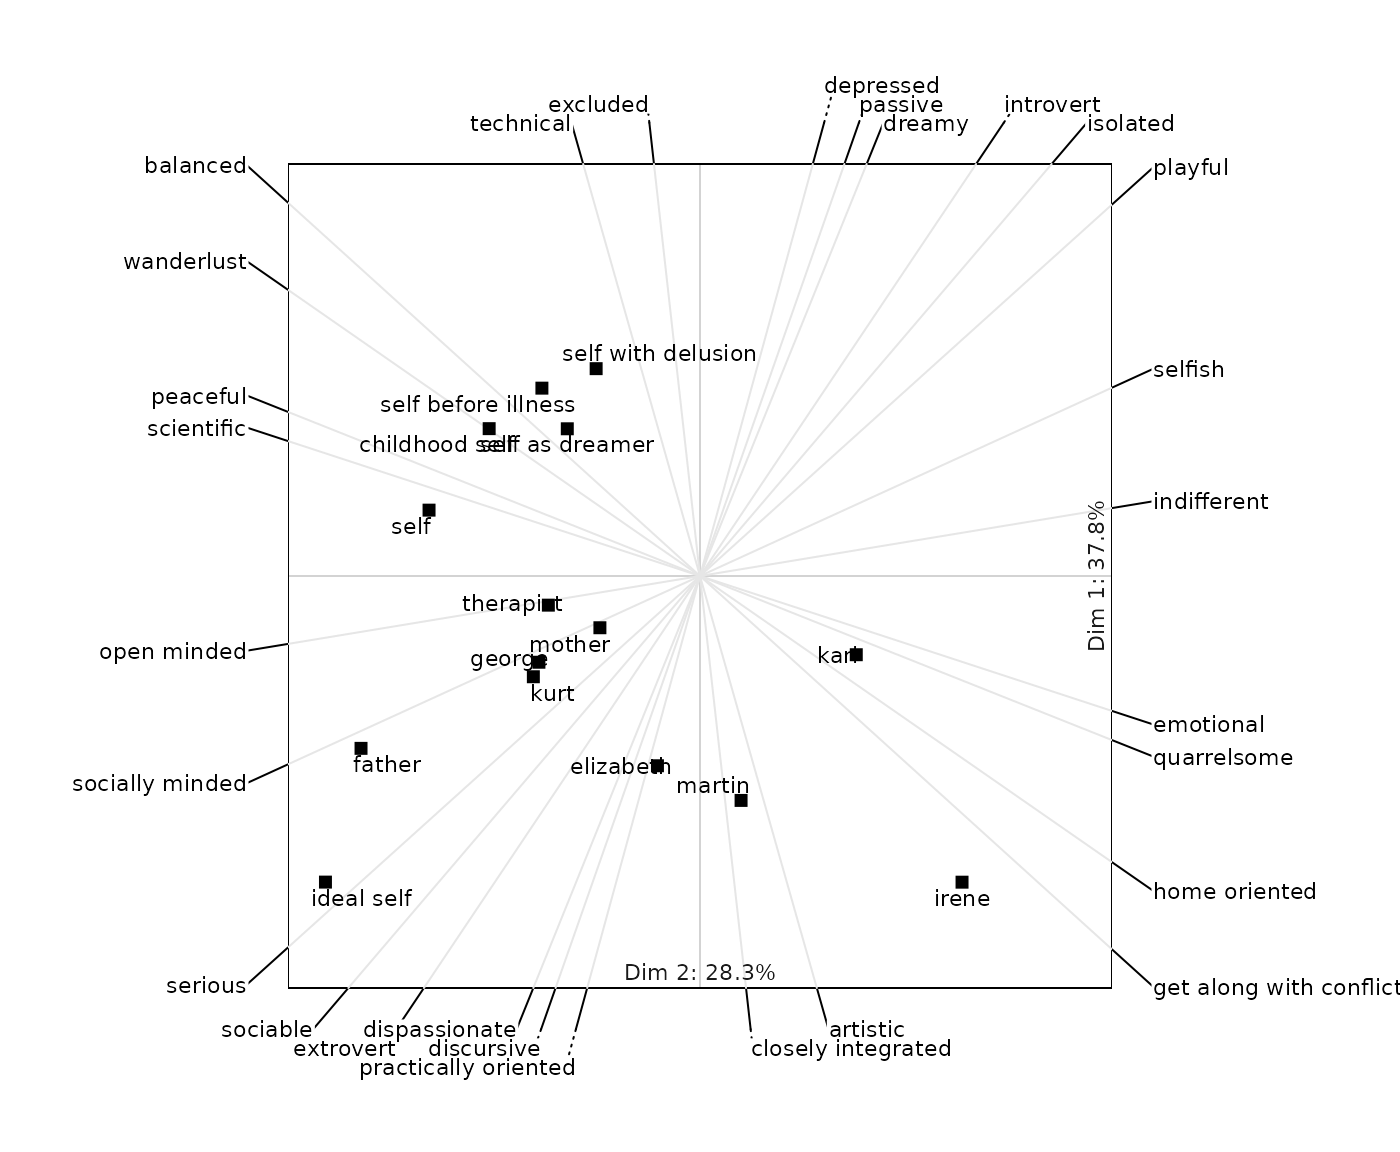 depressed
excluded
passive
introvert
technical
dreamy
isolated
balanced
playful
wanderlust
self with delusion
selfish
peaceful
self before illness
scientific
childhood self
self as dreamer
indifferent
self
Dim 1: 37.8%
therapist
mother
open minded
george
karl
kurt
emotional
quarrelsome
father
elizabeth
socially minded
martin
home oriented
ideal self
irene
Dim 2: 28.3%
serious
get along with conflict
sociable
dispassionate
artistic
extrovert
discursive
closely integrated
practically oriented